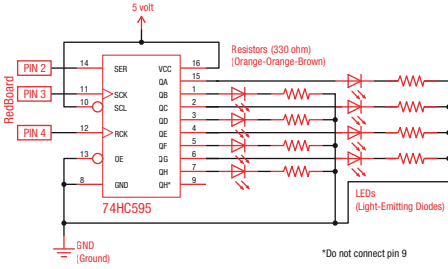 5 volt
Resistors (330 ohm)
(Orange-Orange-Brown)
RedBoard
PIN 2
PIN 3
PIN 4
14
11
10
12
13
8
SER
SCK
SCL
RCK
OE
GND
VCC
QA
QB
QC
QD
QE
QF
QG
QH
QH*
16
15
1
2
3
4
5
6
7
9
74HC595
LEDs
(Light-Emitting Diodes)
GND
(Ground)
*Do not connect pin 9